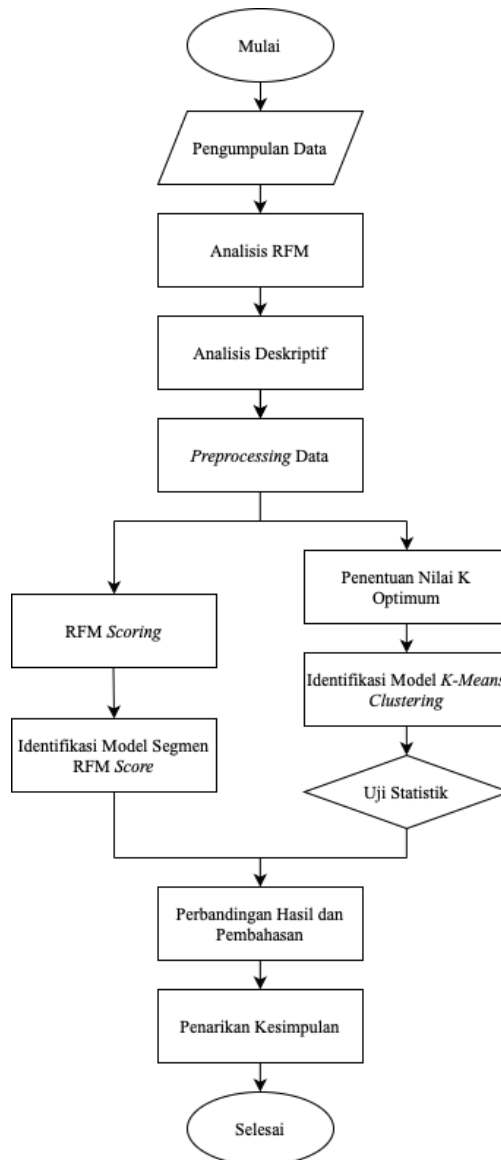 Mulai
Pengumpulan Data
Analisis RFM
Analisis Deskriptif
Preprocessing Data
RFM Scoring
Identifikasi Model Segmen
RFM Score
Penentuan Nilai K
Optimum
Identifikasi Model K-Means
Clustering
Uji Statistik
Perbandingan Hasil dan
Pembahasan
Penarikan Kesimpulan
Selesai